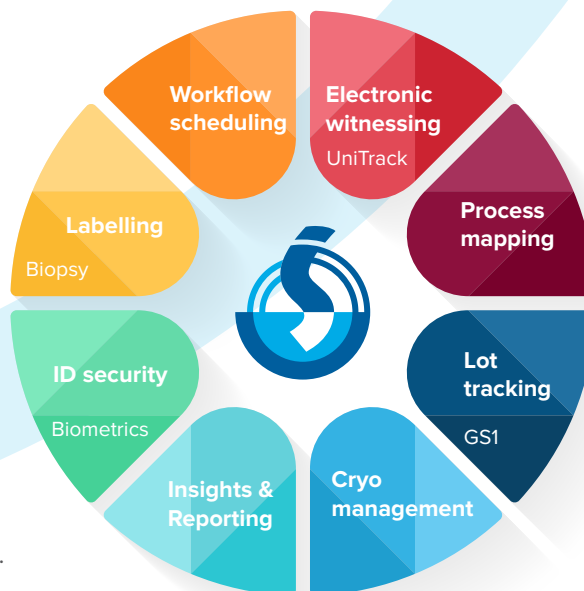 Workflow
scheduling
Electronic
witnessing
UniTrack
Process
mapping
Lot
tracking
GS1
Cryo
management
Insights &
Reporting
ID security
Biometrics
Labelling
Biopsy
.